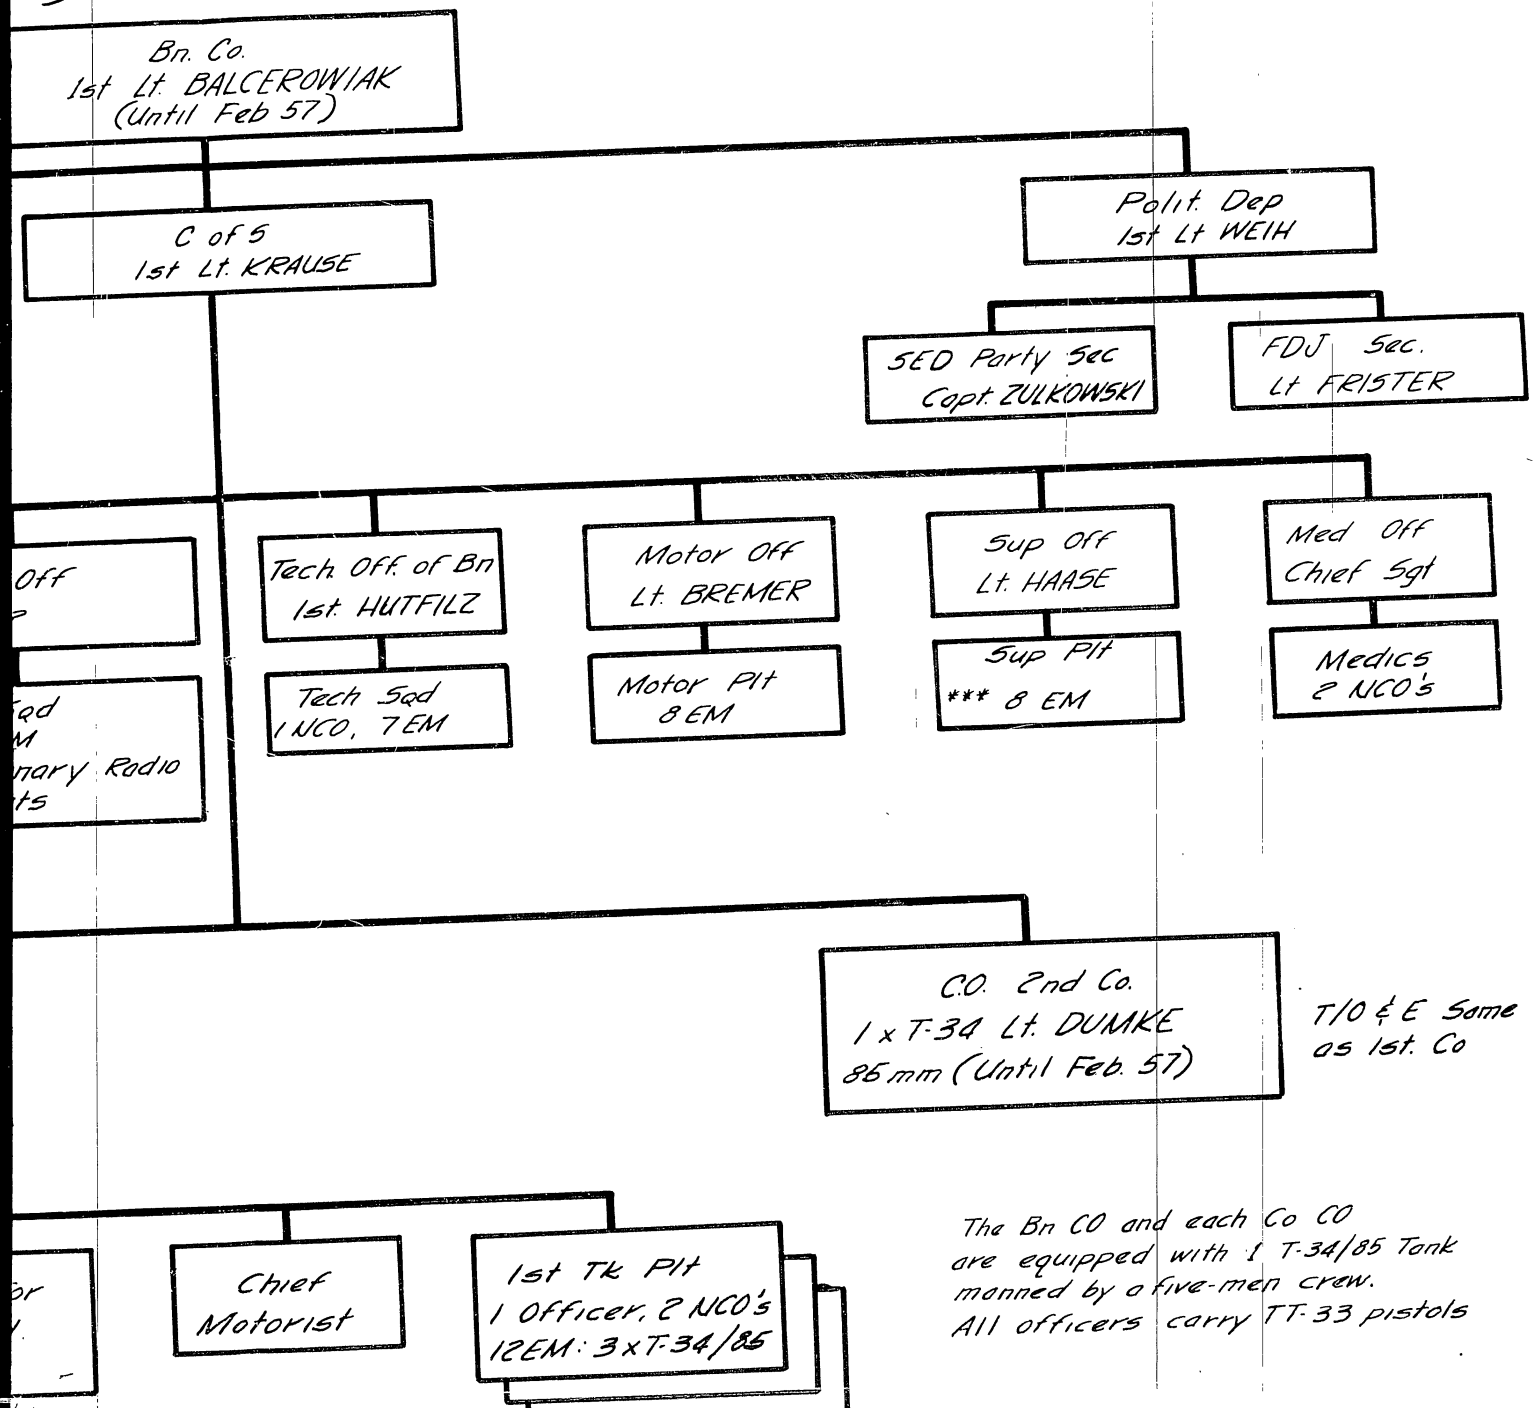 Bn. Co.
1st Lt. BALCEROWIAK
(Until Feb 57)
C of S
1st Lt. KRAUSE
Polit. Dep
1st Lt WEIH
SED Party Sec
Capt. ZULKOWSKI
FDJ Sec.
Lt FRISTER
Off
Tech. Off. of Bn
1st. HUTFILZ
Motor Off
Lt. BREMER
Sup Off
Lt. HAASE
Med Off
Chief Sgt
Radio
Tech Sqd
1 NCO, 7 EM
Motor Plt
8 EM
Sup Plt
*** 8 EM
Medics
2 NCO's
C.O. 2nd Co.
1 x T-34 Lt. DUMKE
85 mm (Until Feb. 57)
T/O & E Same
as 1st. Co
Chief
Motorist
1st Tk Plt
1 Officer, 2 NCO's
12EM: 3xT-34/85
The Bn CO and each Co CO
are equipped with 1 T-34/85 Tank
manned by a five-men crew.
All officers carry TT-33 pistols